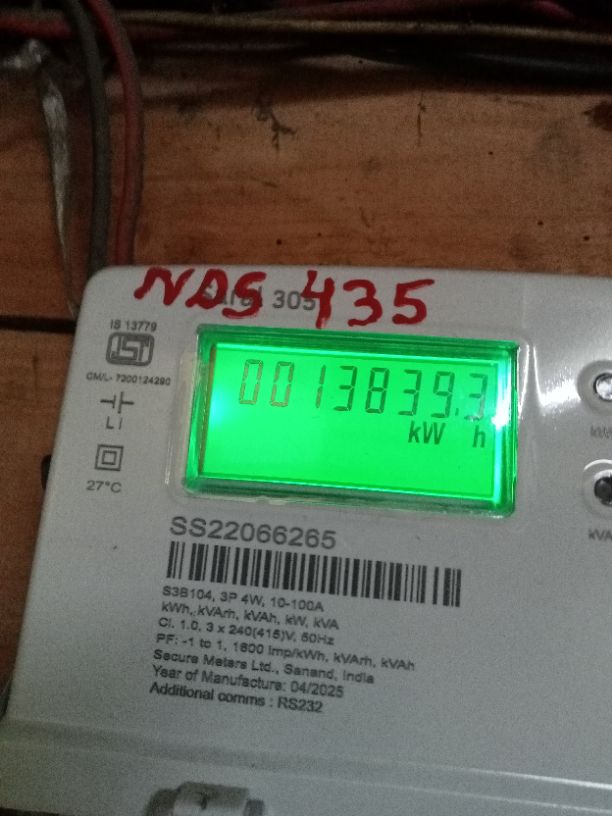 NDS 435
305
IS 13779
ISI
CM/L- 7200124290
LI
27°C
0013839.3
kW h
SS22066265
S3B104, 3P 4W, 10-100A
kWh, kVArh, kVAh, kW, kVA
Cl. 1.0, 3 x 240(415)V, 50Hz
PF: -1 to 1, 1600 imp/kWh, kVArh, kVAh
Secure Meters Ltd., Sanand, India
Year of Manufacture: 04/2025
Additional comms : RS232